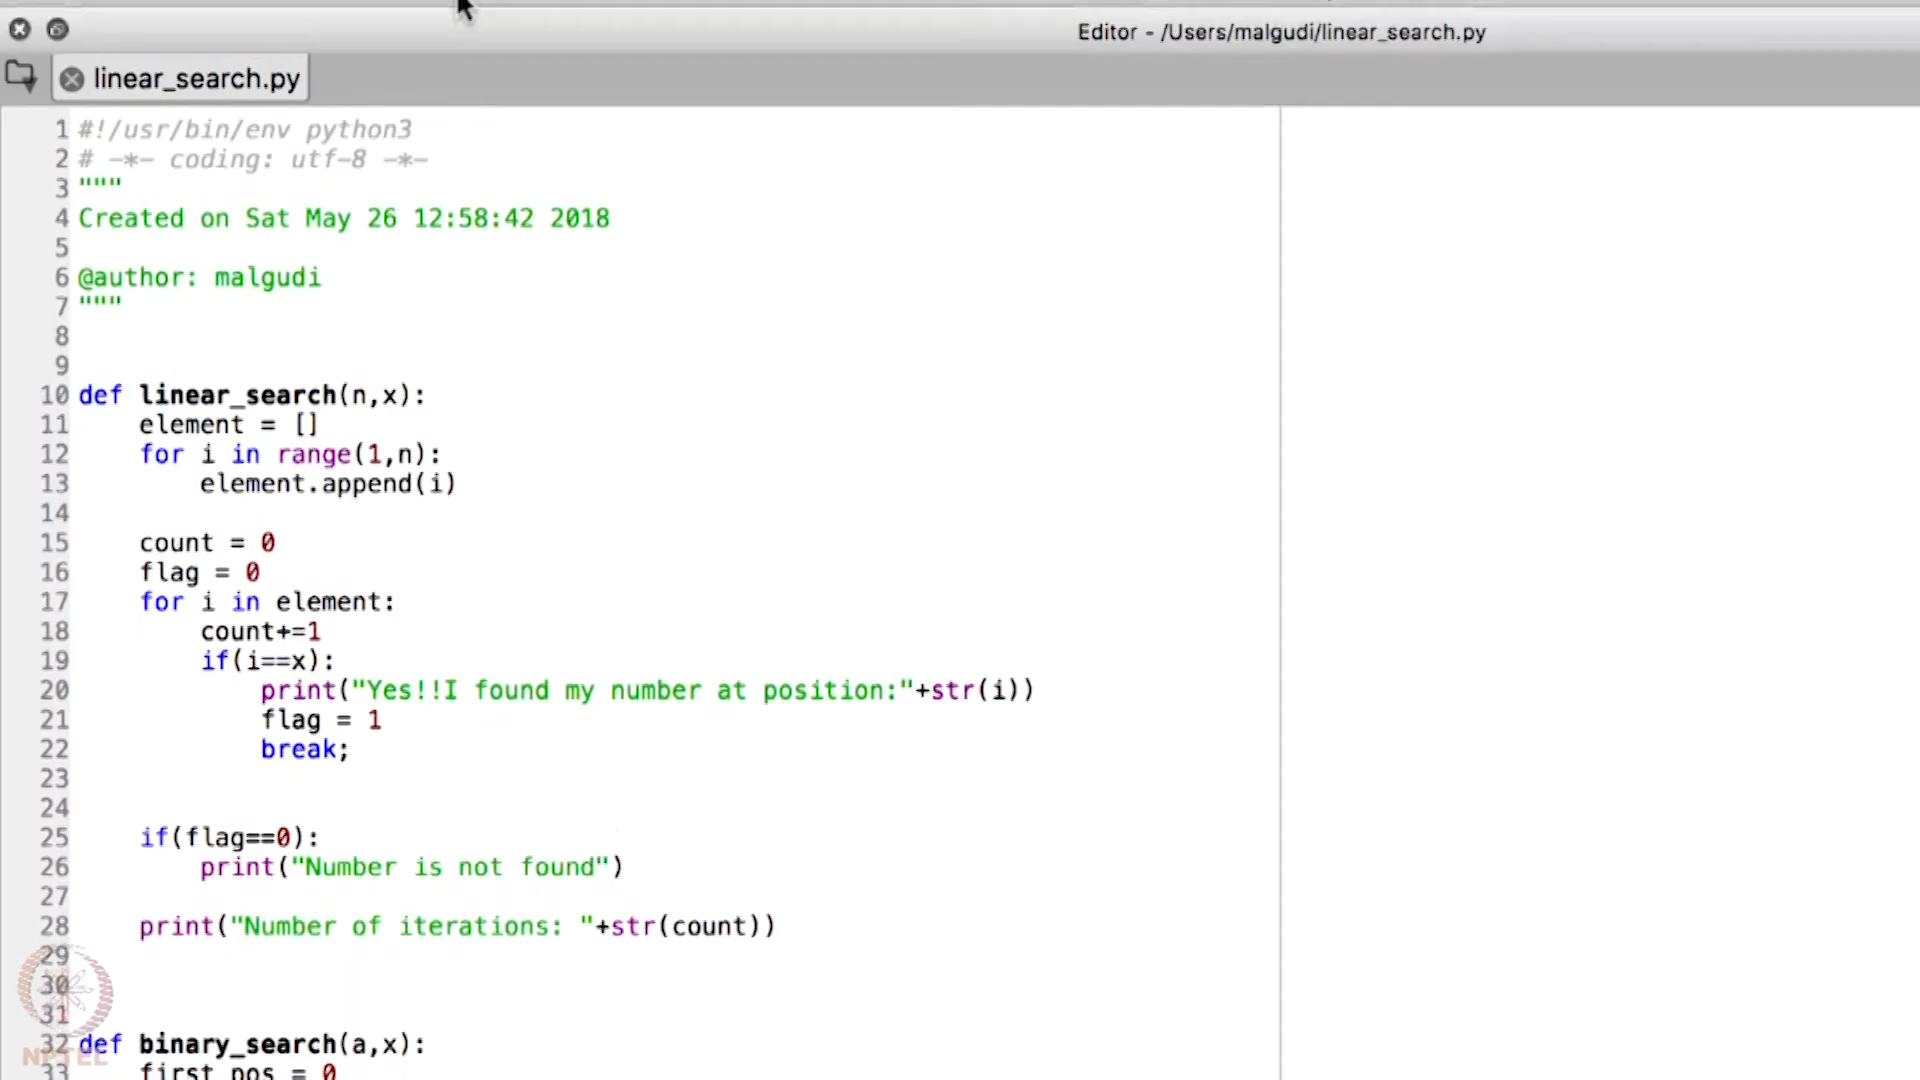 Editor - /Users/malgudi/linear_search.py
linear_search.py
1 #!/usr/bin/env python3
2 # -*- coding: utf-8 -*-
3 """
4 Created on Sat May 26 12:58:42 2018
5
6 @author: malgudi
7 """
8
9
10 def linear_search(n,x):
11     element = []
12     for i in range(1,n):
13         element.append(i)
14
15     count = 0
16     flag = 0
17     for i in element:
18         count+=1
19         if(i==x):
20             print("Yes!!I found my number at position:"+str(i))
21             flag = 1
22             break;
23
24
25     if(flag==0):
26         print("Number is not found")
27
28     print("Number of iterations: "+str(count))
29
30
31
32 def binary_search(a,x):
33     first_pos = 0
NPTEL